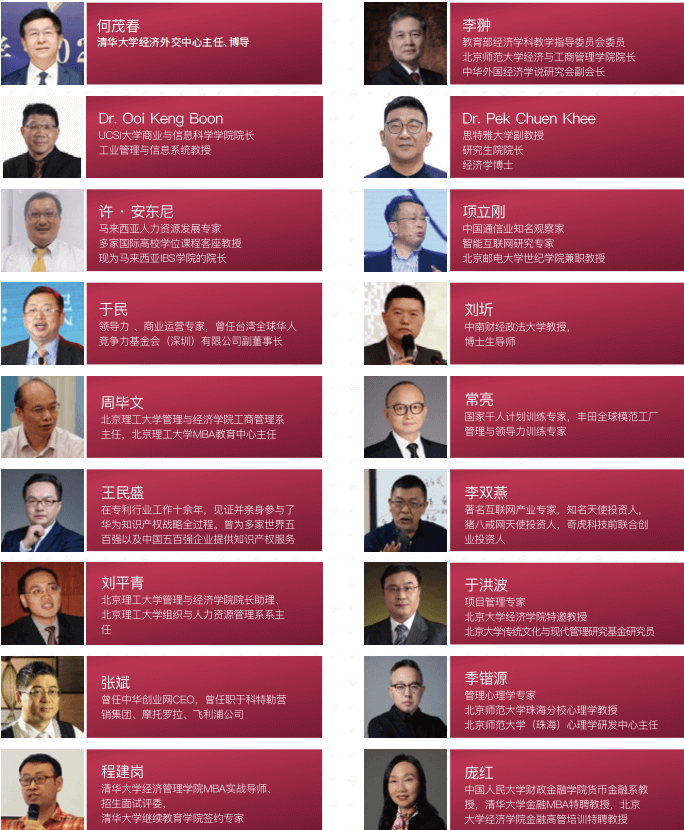 何茂春
清华大学经济外交中心主任、博导
李翀
教育部经济学科教学指导委员会委员
北京师范大学经济与工商管理学院院长
中华外国经济学说研究会副会长
Dr. Ooi Keng Boon
UCSI大学商业与信息科学学院院长
工业管理与信息系统教授
Dr. Pek Chuen Khee
思特雅大学副教授
研究生院院长
经济学博士
许·安东尼
马来西亚人力资源发展专家
多家国际高校学位课程客座教授
现为马来西亚IBS学院的院长
项立刚
中国通信业知名观察家
智能互联网研究专家
北京邮电大学世纪学院兼职教授
于民
领导力 、商业运营专家，曾任台湾全球华人
竞争力基金会（深圳）有限公司副董事长
刘圻
中南财经政法大学教授，
博士生导师
周毕文
北京理工大学管理与经济学院工商管理系
主任，北京理工大学MBA教育中心主任
常亮
国家千人计划训练专家，丰田全球模范工厂
管理与领导力训练专家
王民盛
在专利行业工作十余年，见证并亲身参与了
华为知识产权战略全过程。曾为多家世界五
百强以及中国五百强企业提供知识产权服务
李双燕
著名互联网产业专家，知名天使投资人，
猪八戒网天使投资人，奇虎科技前联合创
业投资人
刘平青
北京理工大学管理与经济学院院长助理、
北京理工大学组织与人力资源管理系系主
任
于洪波
项目管理专家
北京大学经济学院特邀教授
北京大学传统文化与现代管理研究基金研究员
张斌
曾任中华创业网CEO，曾任职于科特勒营
销集团、摩托罗拉、飞利浦公司
季锴源
管理心理学专家
北京师范大学珠海分校心理学教授
北京师范大学（珠海）心理学研发中心主任
程建岗
清华大学经济管理学院MBA实战导师、
招生面试评委，
清华大学继续教育学院签约专家
庞红
中国人民大学财政金融学院货币金融系教
授，清华大学金融MBA特聘教授，北京
大学经济学院金融高管培训特聘教授